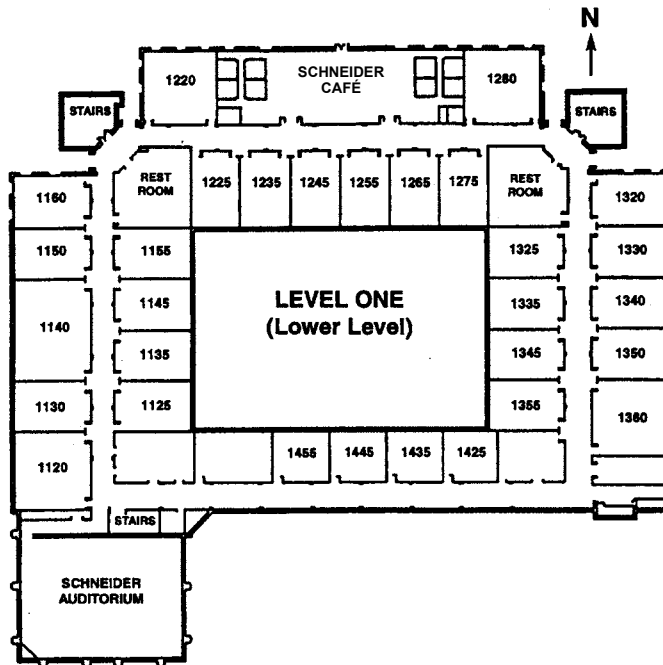 N
1220
SCHNEIDER
CAFÉ
1260
STAIRS
STAIRS
REST
ROOM
1225
1235
1245
1255
1265
1275
REST
ROOM
1160
1320
1150
1155
1325
1330
1140
1145
LEVEL ONE
(Lower Level)
1335
1340
1135
1345
1350
1130
1125
1355
1360
1120
1455
1445
1435
1425
STAIRS
SCHNEIDER
AUDITORIUM